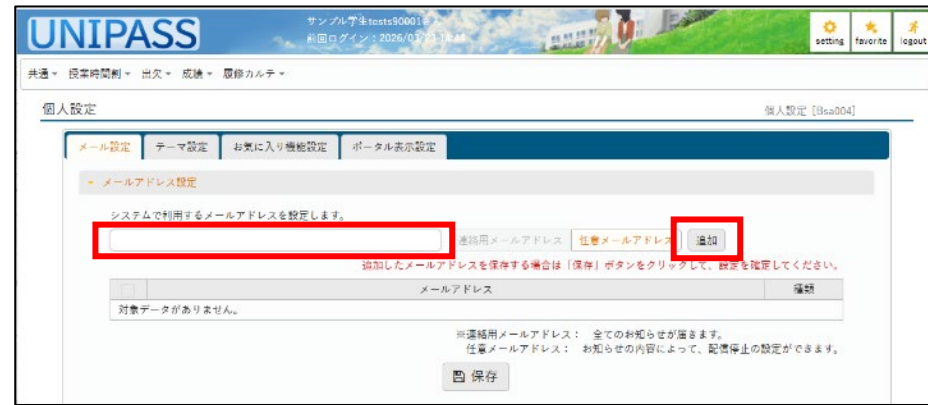 UNIPASS
サンプル学生tests90001さん
前回ログイン：2026/03/23
setting favorite logout
共通 授業時間割 出欠 成績 履修カルテ
個人設定
個人設定 [Bsa004]
メール設定 テーマ設定 お気に入り機能設定 ポータル表示設定
メールアドレス設定
システムで利用するメールアドレスを設定します。
連絡用メールアドレス 任意メールアドレス 追加
追加したメールアドレスを保存する場合は「保存」ボタンをクリックして、設定を確定してください。
メールアドレス 種類
対象データがありません。
※連絡用メールアドレス： 全てのお知らせが届きます。
任意メールアドレス： お知らせの内容によって、配信停止の設定ができます。
保存